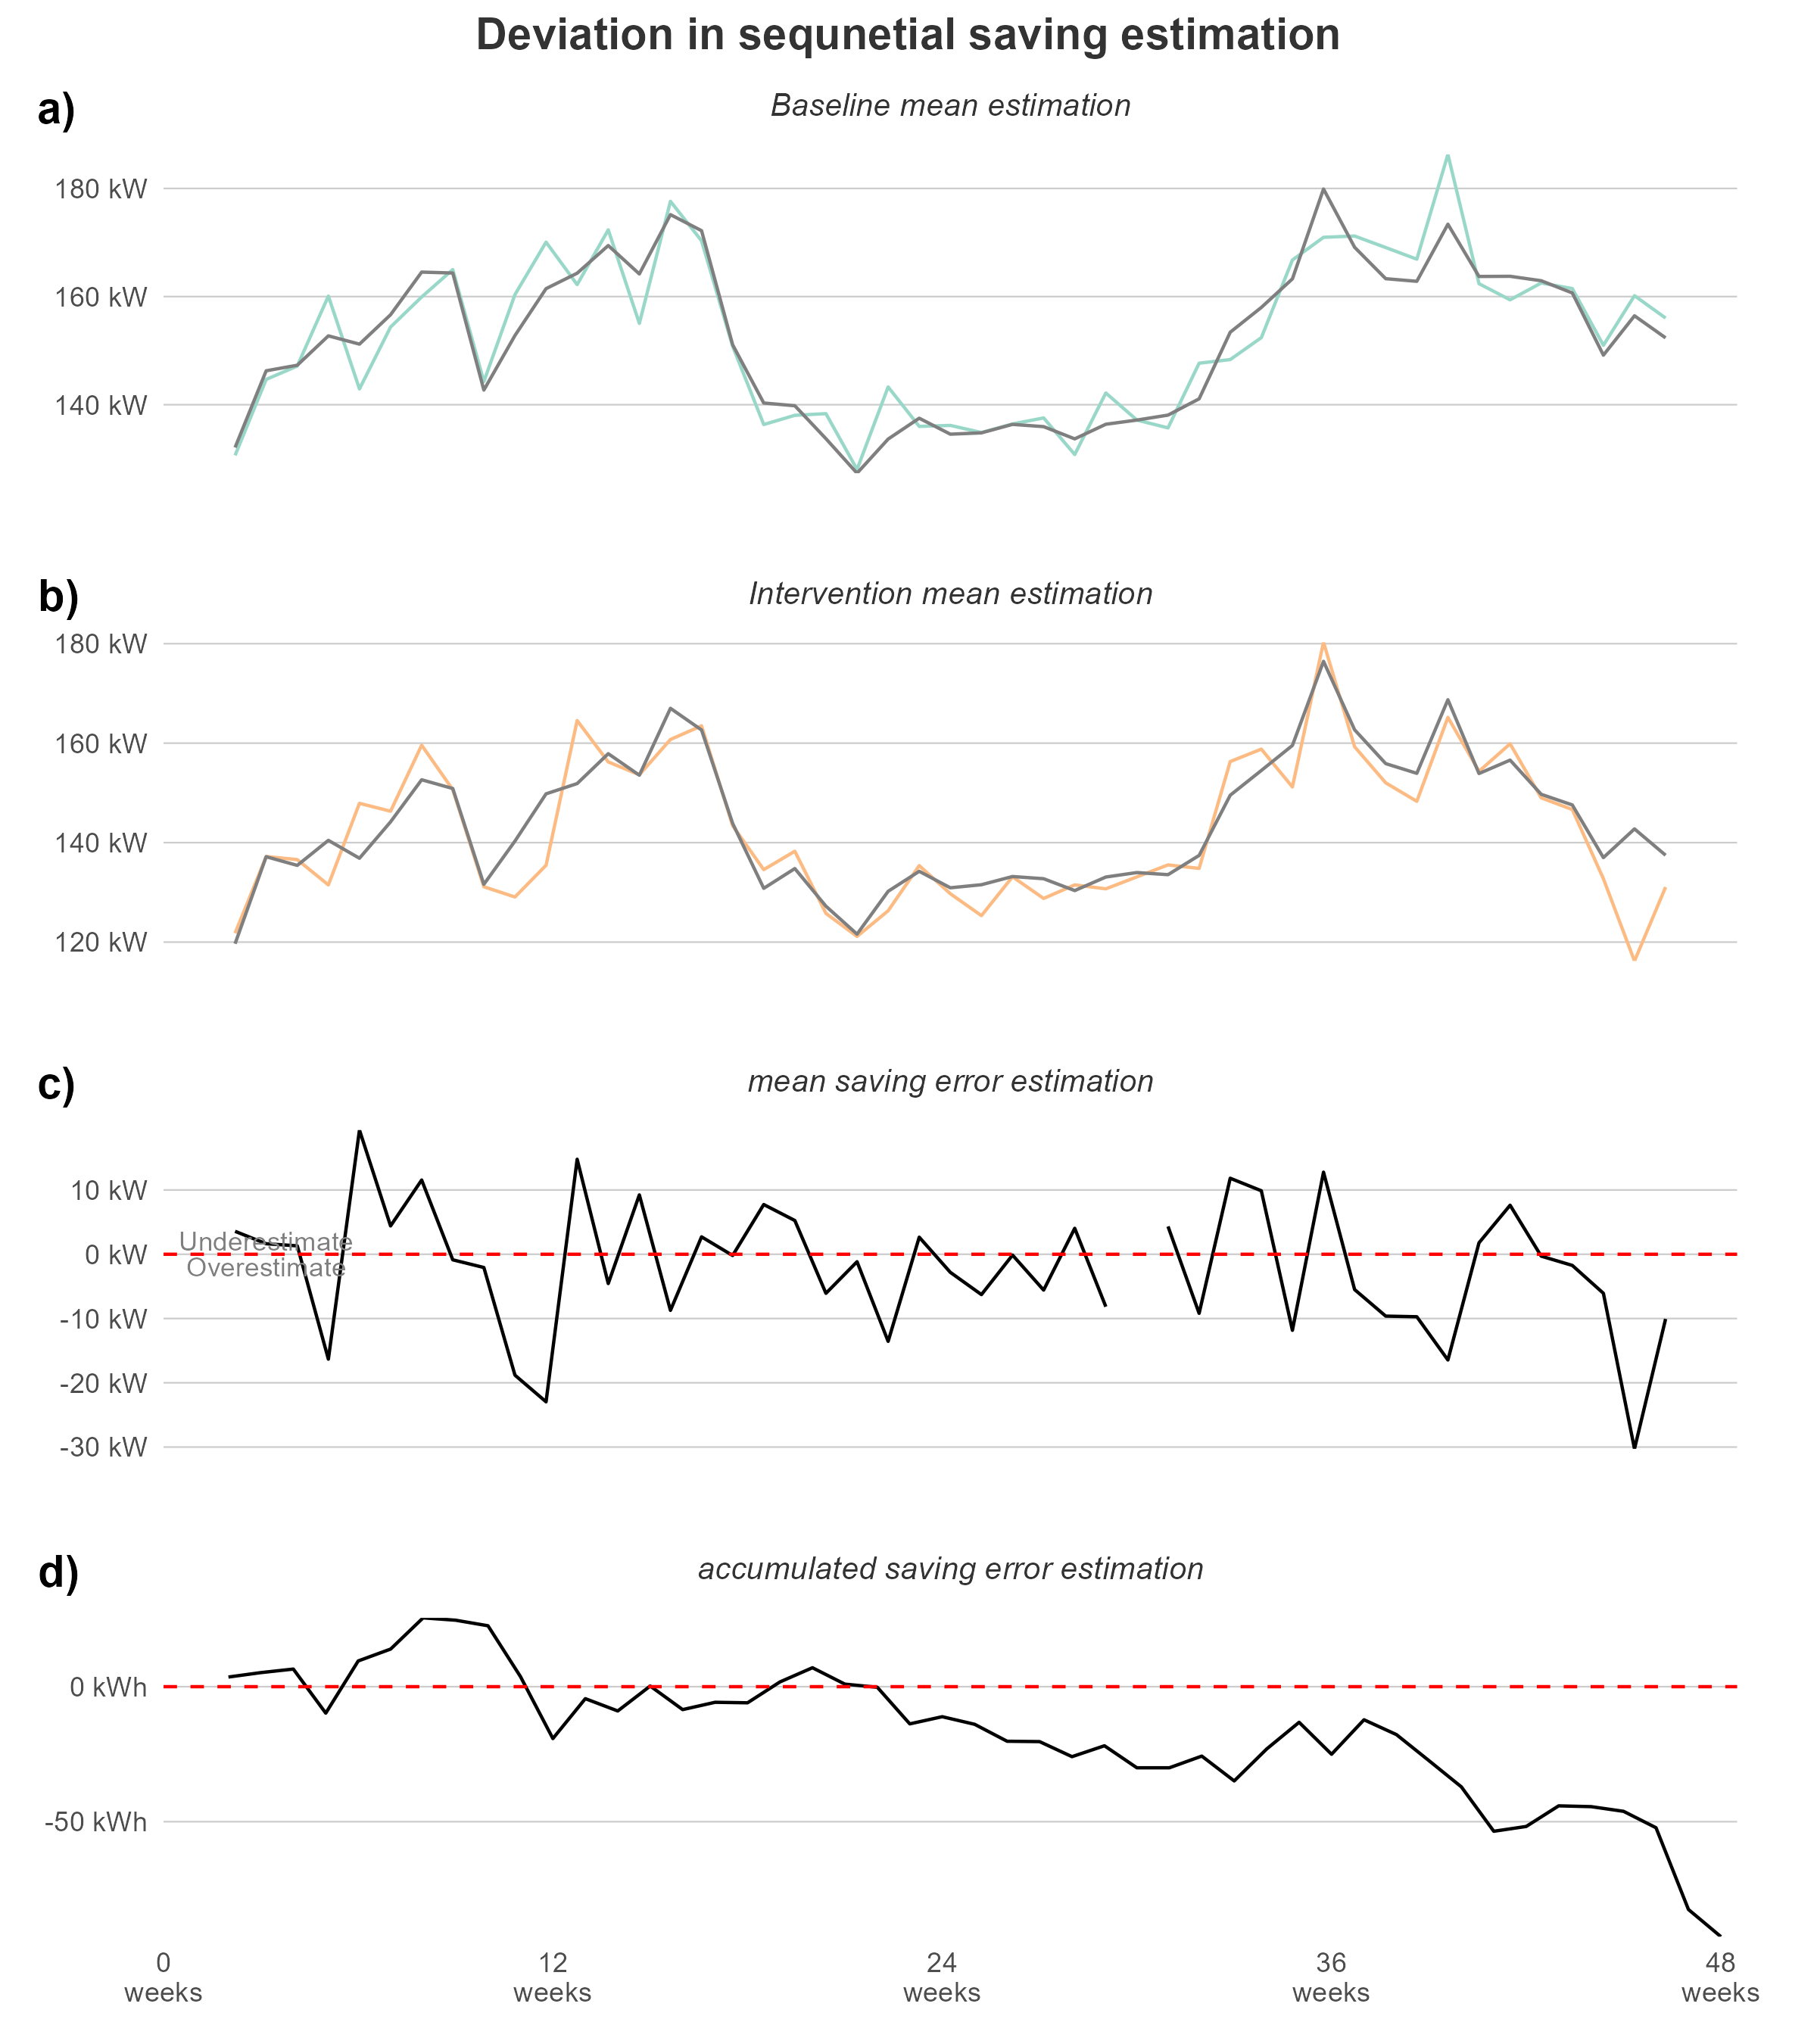 Deviation in sequnetial saving estimation
a)
Baseline mean estimation
180 kW
160 kW
140 kW
b)
Intervention mean estimation
180 kW
160 kW
140 kW
120 kW
c)
mean saving error estimation
10 kW
Underestimate
0 kW
Overestimate
-10 kW
-20 kW
-30 kW
d)
accumulated saving error estimation
0 kWh
-50 kWh
0 12 24 36 48
weeks weeks weeks weeks weeks